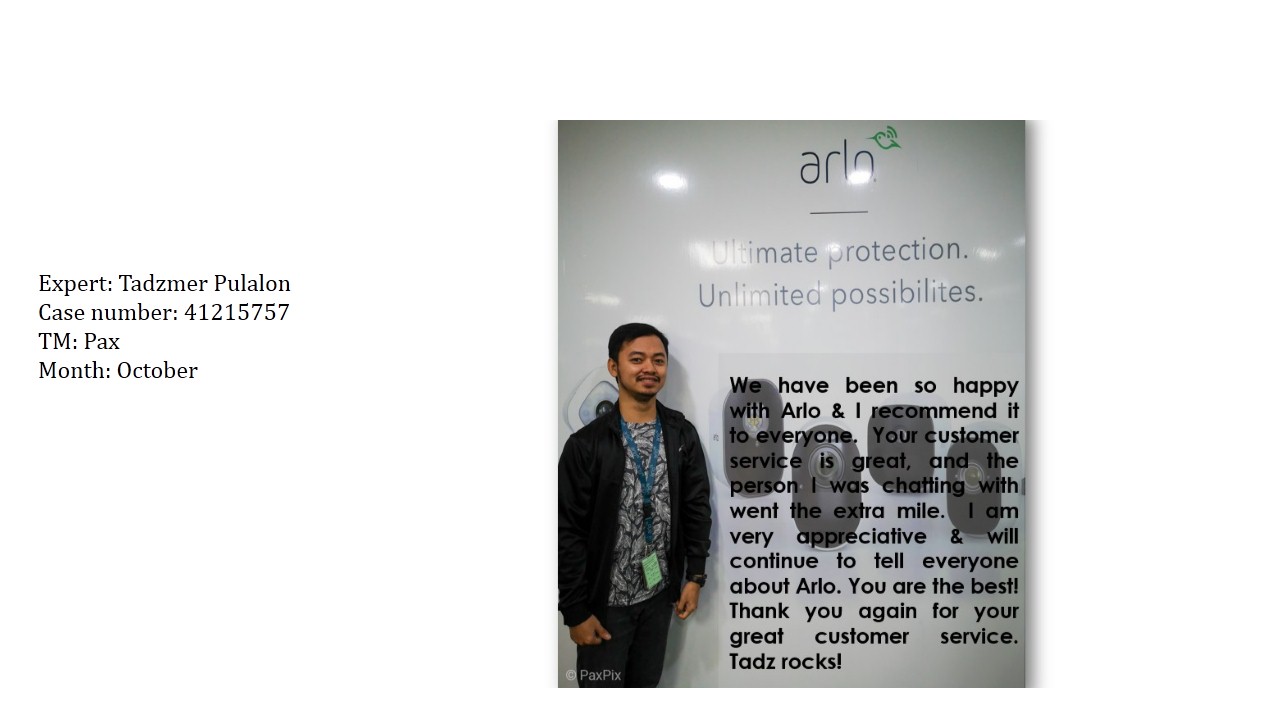 Expert: Tadzmer Pulalon
Case number: 41215757
TM: Pax
Month: October
arlo
Ultimate protection.
Unlimited possibilites.
We have been so happy
with Arlo & I recommend it
to everyone. Your customer
service is great, and the
person I was chatting with
went the extra mile. I am
very appreciative & will
continue to tell everyone
about Arlo. You are the best!
Thank you again for your
great customer service.
Tadz rocks!
© PaxPix